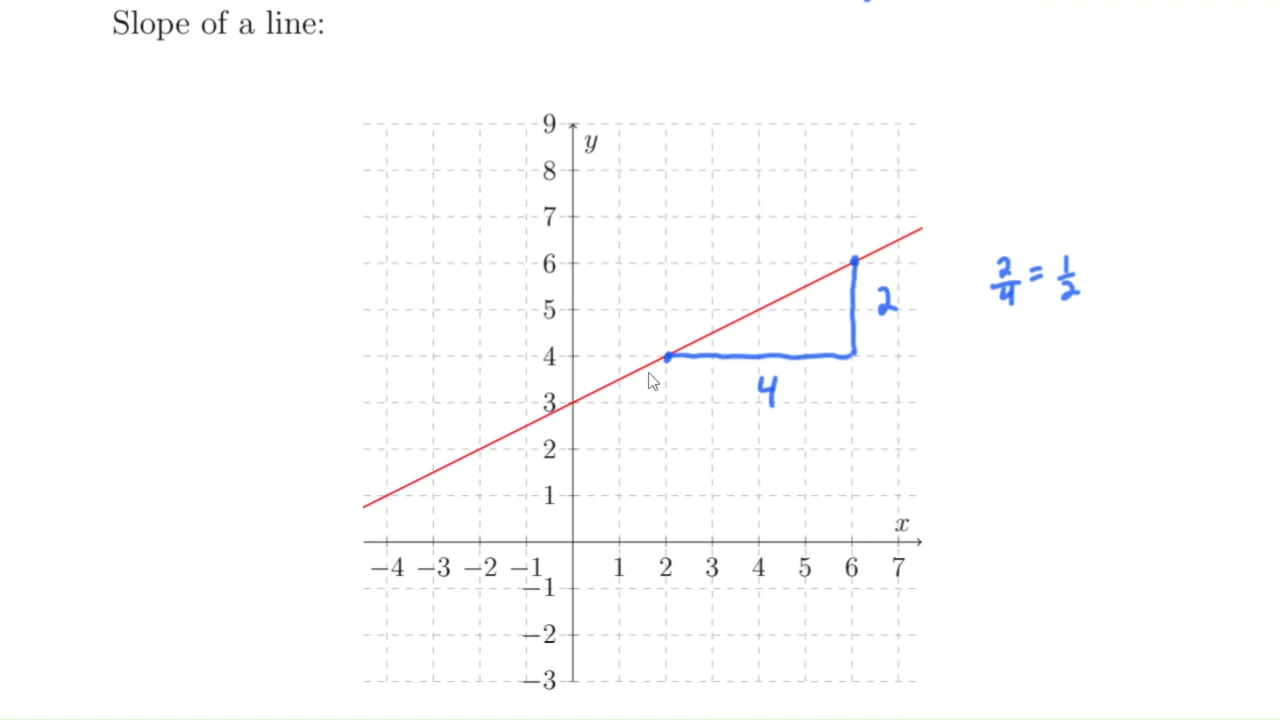 Slope of a line:
9
y
8
7
6
5
4
3
2
1
x
−4 −3 −2 −1 1 2 3 4 5 6 7
−1
−2
−3
2
4
2/4 = 1/2